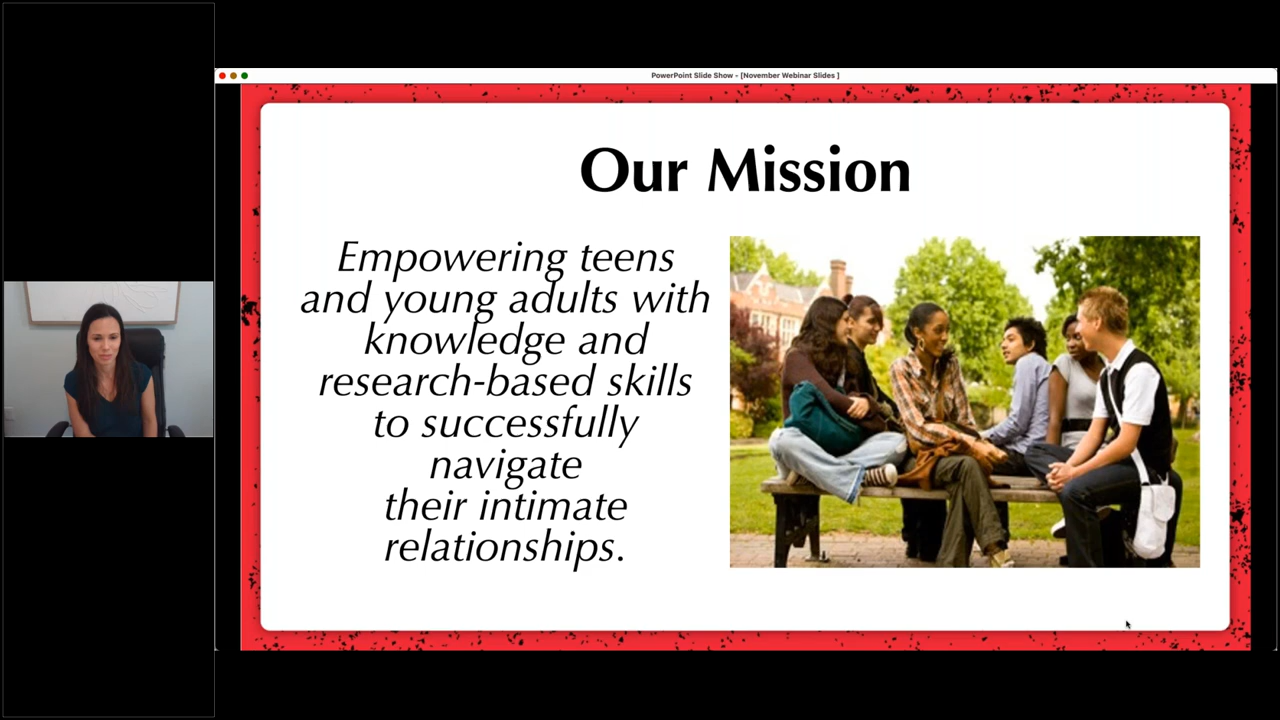 PowerPoint Slide Show - [November Webinar Slides ]
Our Mission
Empowering teens
and young adults with
knowledge and
research-based skills
to successfully
navigate
their intimate
relationships.